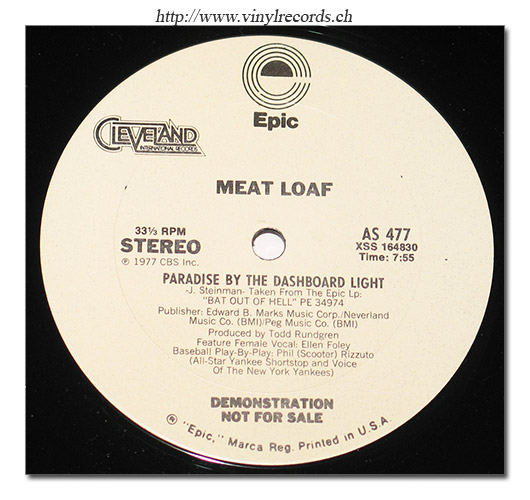 http://www.vinylrecords.ch
Epic
CLEVELAND
INTERNATIONAL RECORDS
MEAT LOAF
33⅓ RPM
STEREO
℗ 1977 CBS Inc.
AS 477
XSS 164830
Time: 7:55
PARADISE BY THE DASHBOARD LIGHT
-J. Steinman- Taken From The Epic Lp:
"BAT OUT OF HELL" PE 34974
Publisher: Edward B. Marks Music Corp./Neverland
Music Co. (BMI)/Peg Music Co. (BMI)
Produced by Todd Rundgren
Feature Female Vocal: Ellen Foley
Baseball Play-By-Play: Phil (Scooter) Rizzuto
(All-Star Yankee Shortstop and Voice
Of The New York Yankees)
DEMONSTRATION
NOT FOR SALE
® "Epic," Marca Reg. Printed in U.S.A.